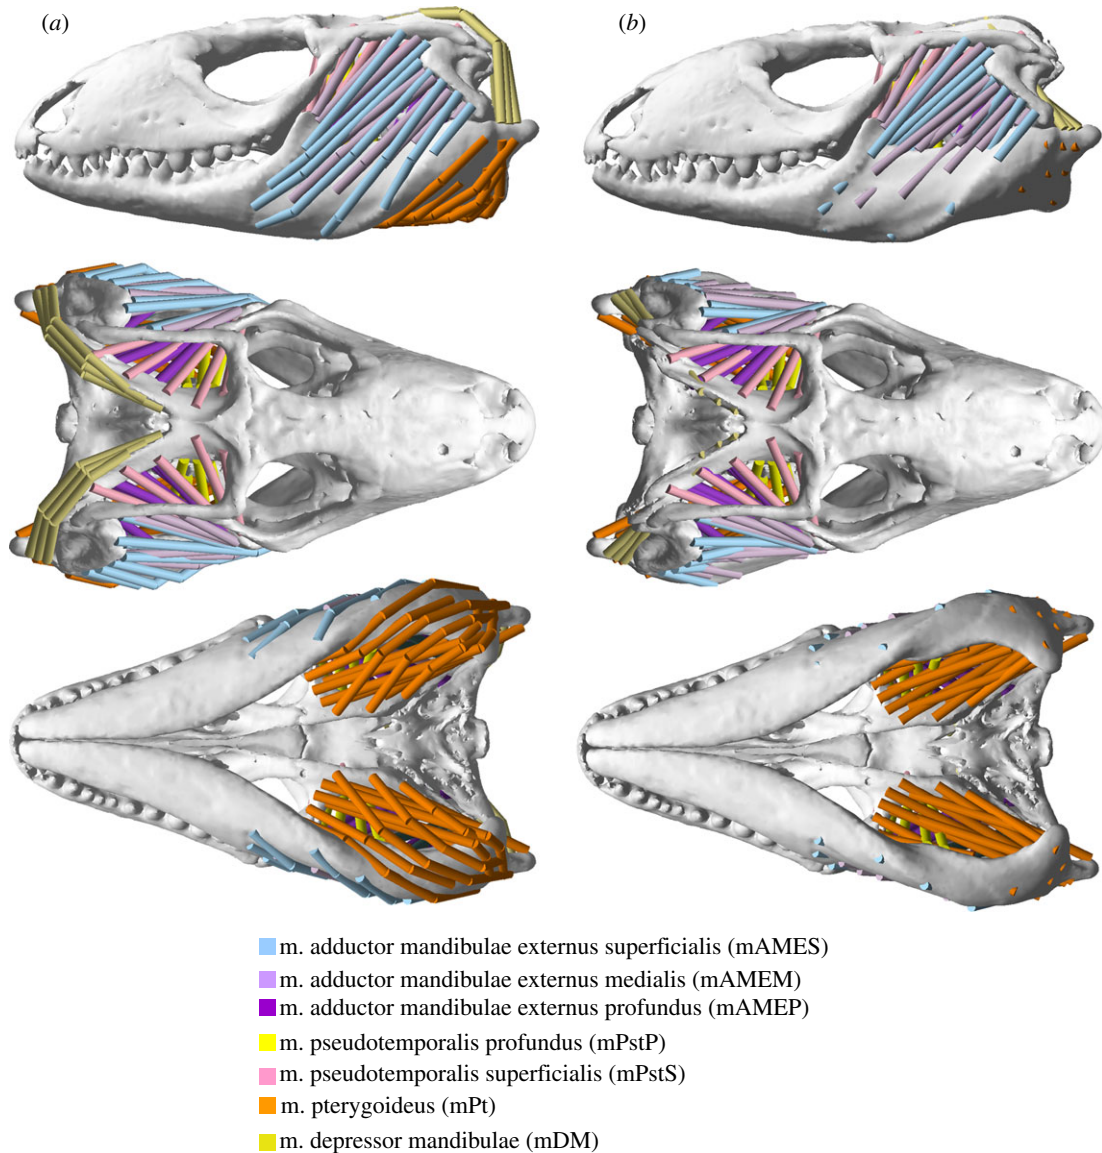 (a) (b)
m. adductor mandibulae externus superficialis (mAMES)
m. adductor mandibulae externus medialis (mAMEM)
m. adductor mandibulae externus profundus (mAMEP)
m. pseudotemporalis profundus (mPstP)
m. pseudotemporalis superficialis (mPstS)
m. pterygoideus (mPt)
m. depressor mandibulae (mDM)